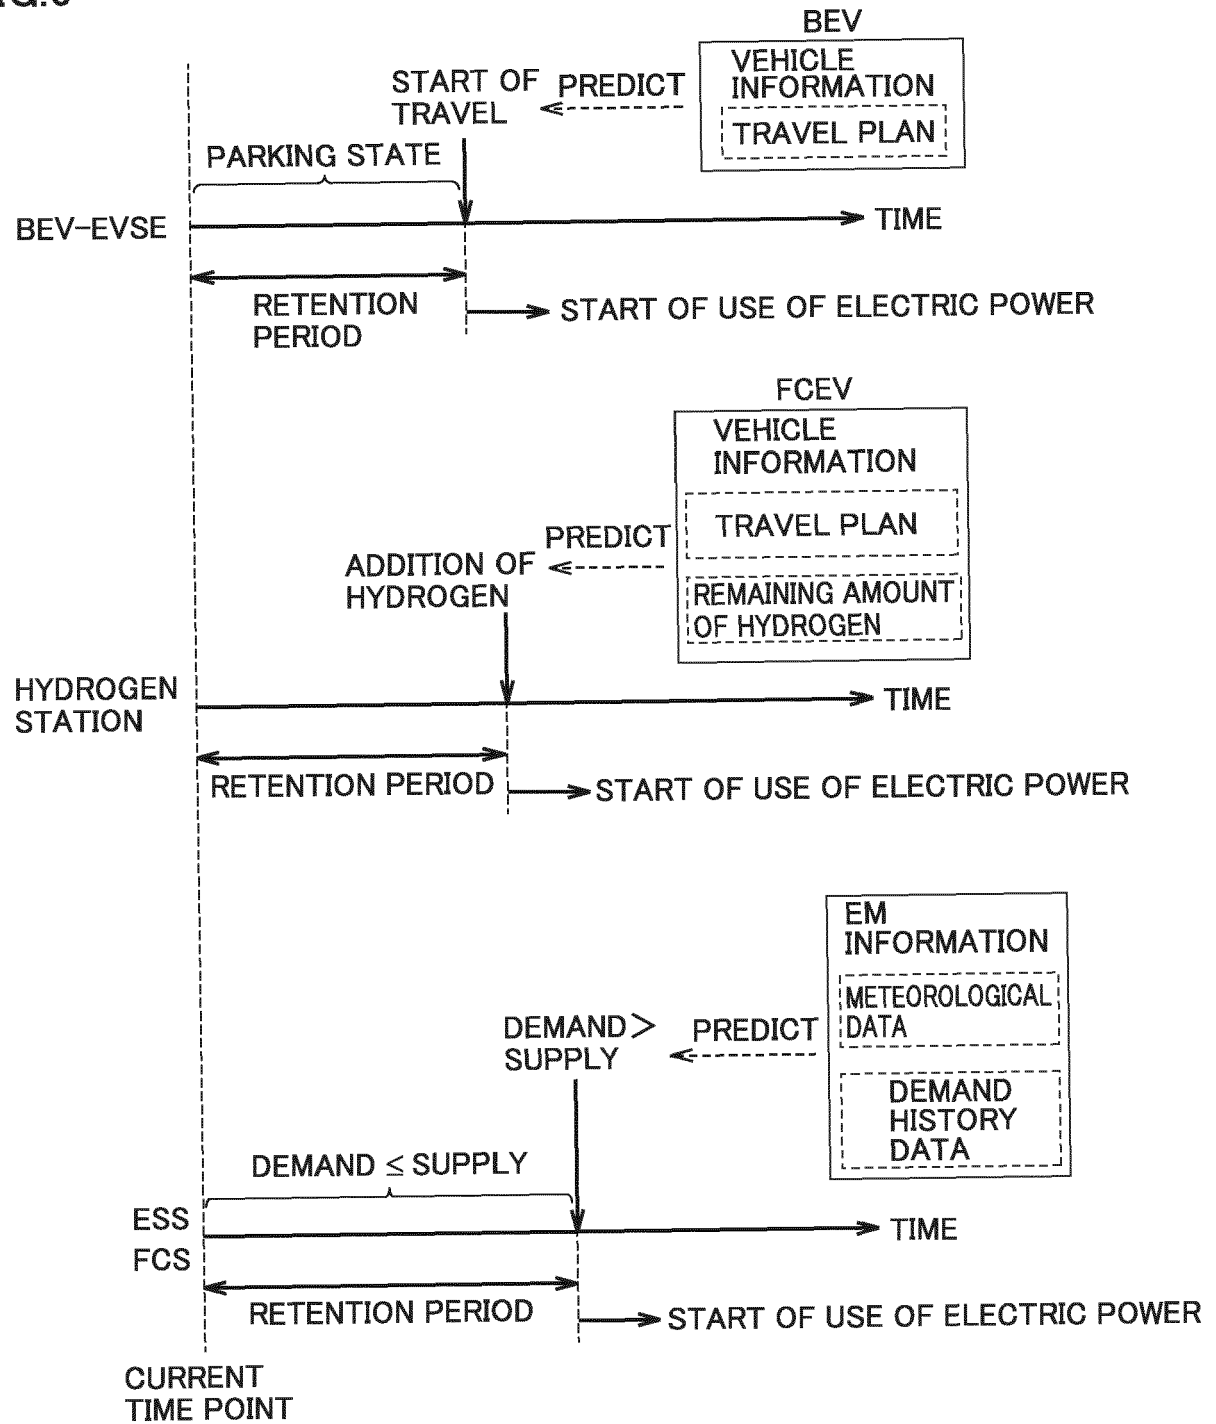 BEV
VEHICLE
INFORMATION
TRAVEL PLAN
START OF
TRAVEL
PREDICT
PARKING STATE
BEV-EVSE
TIME
RETENTION
PERIOD
START OF USE OF ELECTRIC POWER
FCEV
VEHICLE
INFORMATION
TRAVEL PLAN
REMAINING AMOUNT
OF HYDROGEN
PREDICT
ADDITION OF
HYDROGEN
HYDROGEN
STATION
TIME
RETENTION PERIOD
START OF USE OF ELECTRIC POWER
EM
INFORMATION
METEOROLOGICAL
DATA
DEMAND
HISTORY
DATA
DEMAND>
SUPPLY
PREDICT
DEMAND ≤ SUPPLY
ESS
FCS
TIME
RETENTION PERIOD
START OF USE OF ELECTRIC POWER
CURRENT
TIME POINT